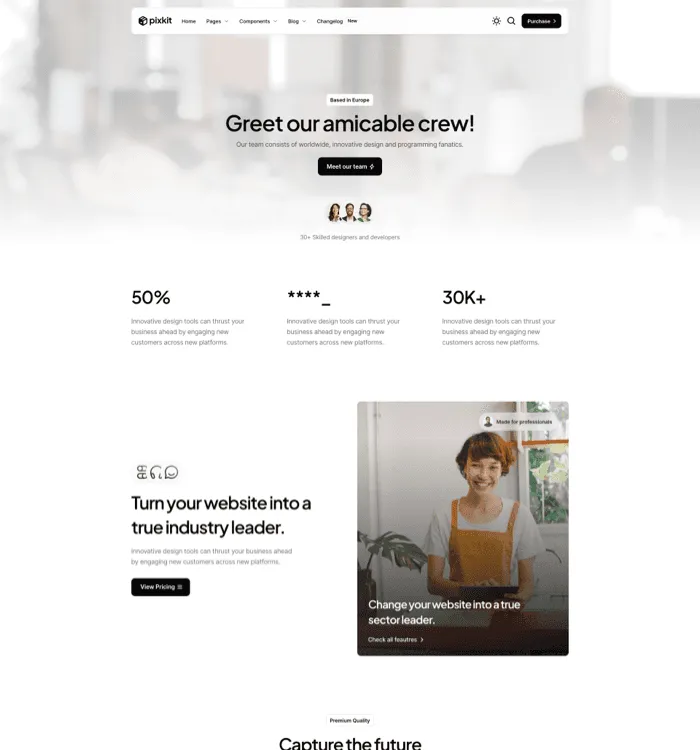 pixkit
Home
Pages
Components
Blog
Changelog
New
Purchase
Based in Europe
Greet our amicable crew!
Our team consists of worldwide, innovative design and programming fanatics.
Meet our team
30+ Skilled designers and developers
50%
Innovative design tools can thrust your
business ahead by engaging new
customers across new platforms.
****_
Innovative design tools can thrust your
business ahead by engaging new
customers across new platforms.
30K+
Innovative design tools can thrust your
business ahead by engaging new
customers across new platforms.
Turn your website into a
true industry leader.
Innovative design tools can thrust your business ahead
by engaging new customers across new platforms.
View Pricing
Made for professionals
Change your website into a true
sector leader.
Check all feautres
Premium Quality
Capture the future